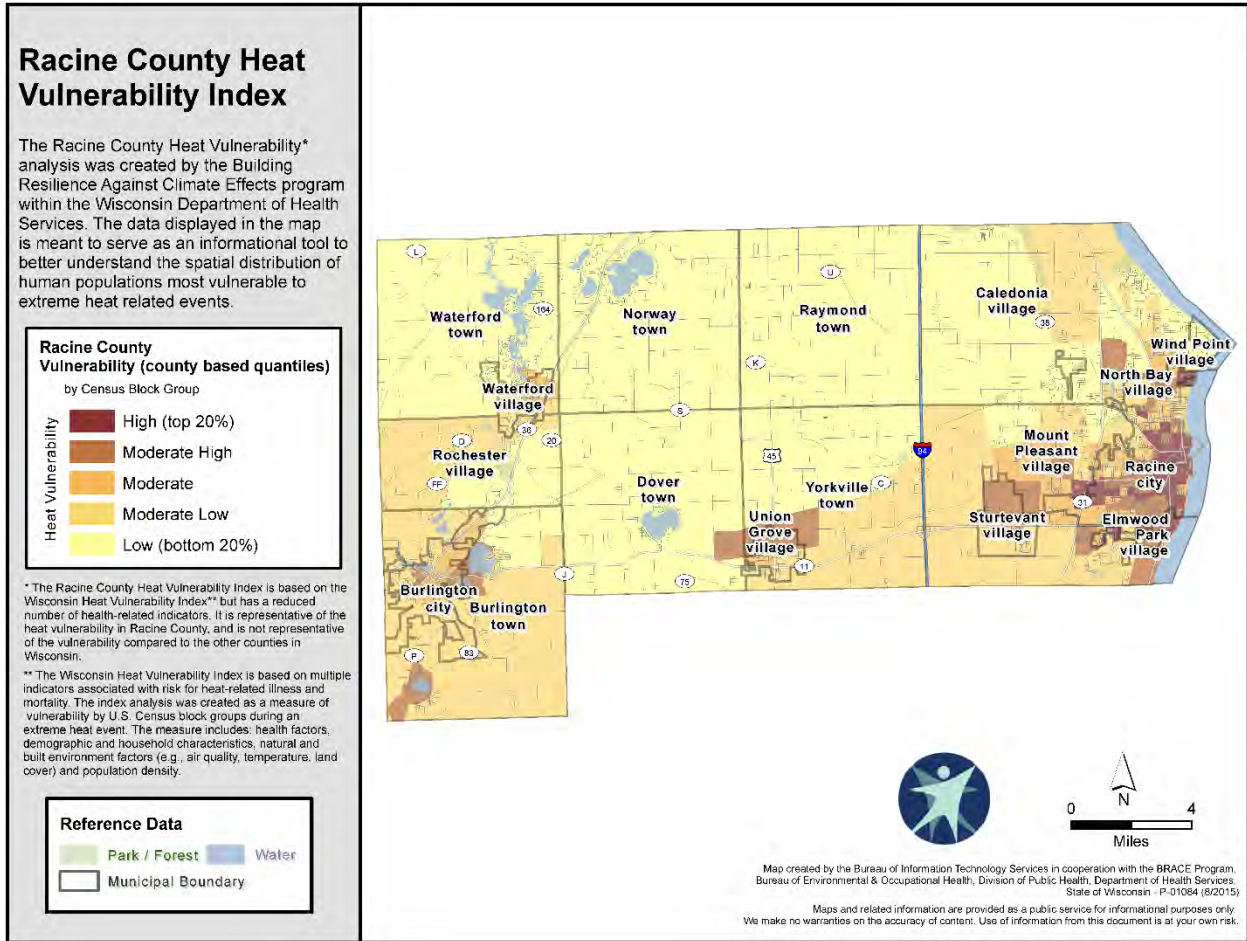 Racine County Heat
Vulnerability Index
The Racine County Heat Vulnerability*
analysis was created by the Building
Resilience Against Climate Effects program
within the Wisconsin Department of Health
Services. The data displayed in the map
is meant to serve as an informational tool to
better understand the spatial distribution of
human populations most vulnerable to
extreme heat related events.
Racine County
Vulnerability (county based quantiles)
by Census Block Group
Heat Vulnerability
High (top 20%)
Moderate High
Moderate
Moderate Low
Low (bottom 20%)
* The Racine County Heat Vulnerability Index is based on the
Wisconsin Heat Vulnerability Index** but has a reduced
number of health-related indicators. It is representative of the
heat vulnerability in Racine County, and is not representative
of the vulnerability compared to the other counties in
Wisconsin.
** The Wisconsin Heat Vulnerability Index is based on multiple
indicators associated with risk for heat-related illness and
mortality. The index analysis was created as a measure of
vulnerability by U.S. Census block groups during an
extreme heat event. The measure includes: health factors,
demographic and household characteristics, natural and
built environment factors (e.g., air quality, temperature, land
cover) and population density.
Reference Data
Park / Forest
Water
Municipal Boundary
L
Waterford
town
164
Norway
town
U
Raymond
town
K
Caledonia
village
38
Wind Point
village
North Bay
village
Waterford
village
S
36
20
D
Rochester
village
FF
45
94
Dover
town
Yorkville
town
C
Union
Grove
village
11
Mount
Pleasant
village
Racine
city
31
Sturtevant
village
Elmwood
Park
village
J
75
Burlington
city
Burlington
town
P
83
N
0
4
Miles
Map created by the Bureau of Information Technology Services in cooperation with the BRACE Program,
Bureau of Environmental & Occupational Health, Division of Public Health, Department of Health Services.
State of Wisconsin - P-01084 (8/2015)
Maps and related information are provided as a public service for informational purposes only.
We make no warranties on the accuracy of content. Use of information from this document is at your own risk.